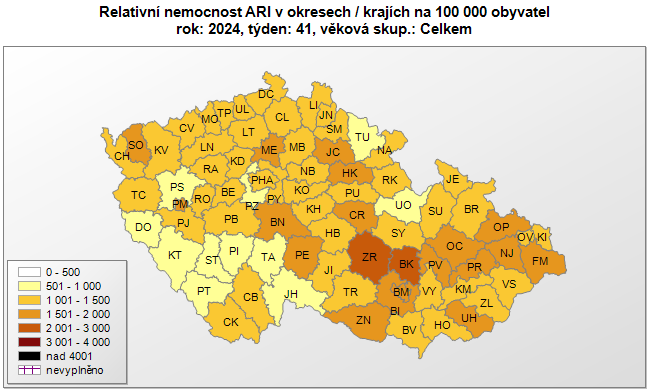 Relativní nemocnost ARI v okresech / krajích na 100 000 obyvatel
rok: 2024, týden: 41, věková skup.: Celkem
DC
LI
TP UL
MO
CL
JN
CV
SM
LT
TU
SO
ME
MB
JC
NA
CH
KV
LN
KD
RA
NB
HK
RK
JE
PHA
PS
BE
KO
PU
TC
RO
PY
PM
PZ
UO
SU
BR
KH
CR
PB
BN
PJ
OP
DO
HB
SY
OV KI
OC
PI
KT
ST
TA
PE
ZR
BK
PV
PR
NJ
FM
JI
VS
PT
JH
TR
BM
VY
KM
CB
ZL
BI
CK
ZN
BV
HO
UH
0 - 500
501 - 1 000
1 001 - 1 500
1 501 - 2 000
2 001 - 3 000
3 001 - 4 000
nad 4001
nevyplněno